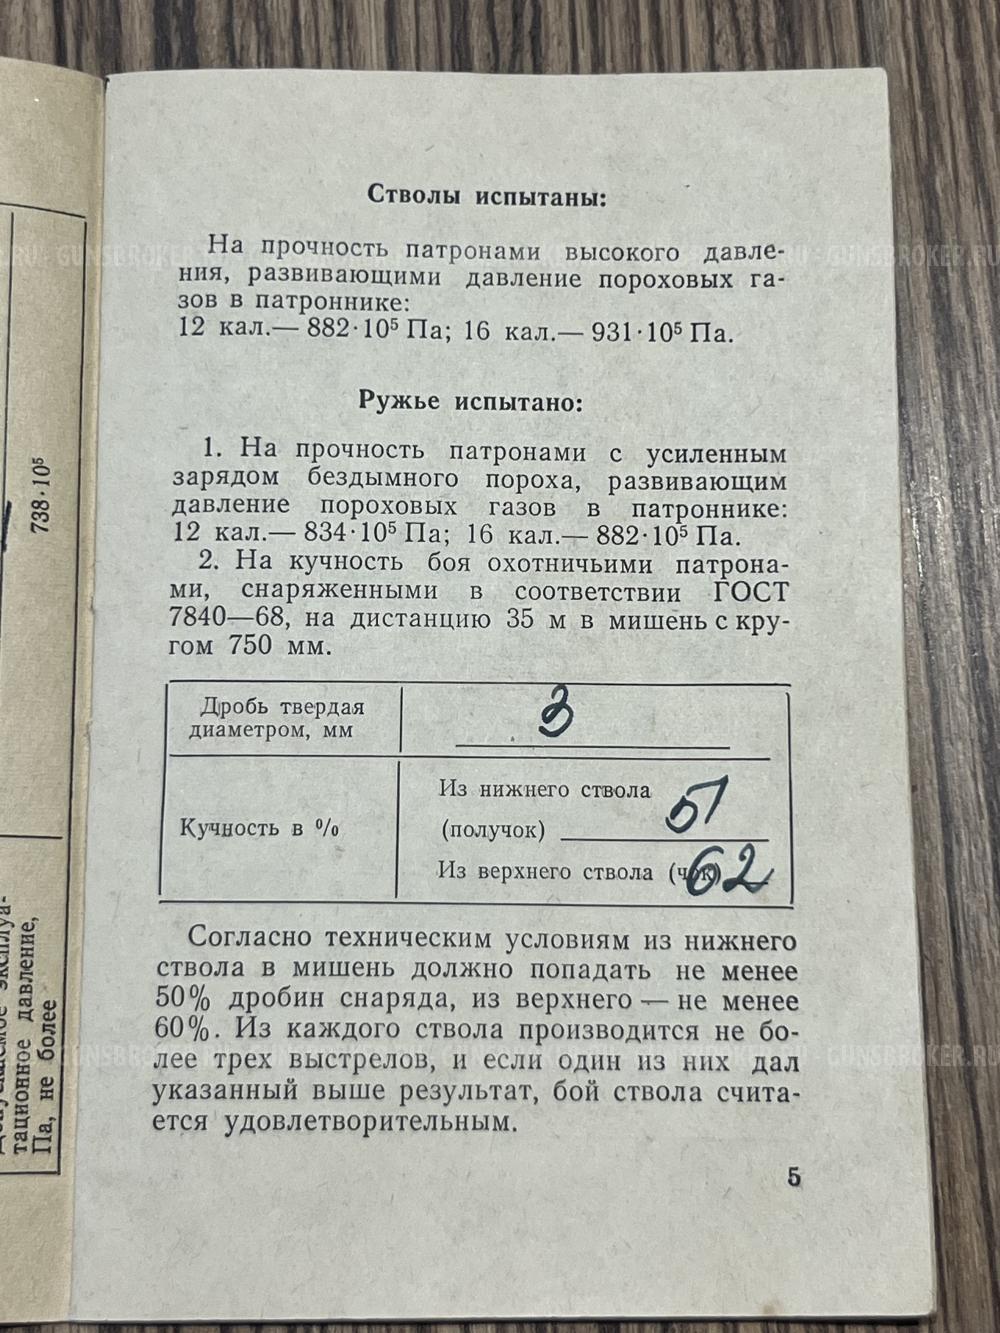 Стволы испытаны:
На прочность патронами высокого давле-
ния, развивающими давление пороховых га-
зов в патроннике:
12 кал.— 882·10⁵ Па; 16 кал.— 931·10⁵ Па.
Ружье испытано:
1. На прочность патронами с усиленным
зарядом бездымного пороха, развивающим
давление пороховых газов в патроннике:
12 кал.— 834·10⁵ Па; 16 кал.— 882·10⁵ Па.
2. На кучность боя охотничьими патрона-
ми, снаряженными в соответствии ГОСТ
7840—68, на дистанцию 35 м в мишень с кру-
гом 750 мм.
Дробь твердая
диаметром, мм
3
Кучность в %
Из нижнего ствола
(получок) 51
Из верхнего ствола (чок) 62
Согласно техническим условиям из нижнего
ствола в мишень должно попадать не менее
50% дробин снаряда, из верхнего — не менее
60%. Из каждого ствола производится не бо-
лее трех выстрелов, и если один из них дал
указанный выше результат, бой ствола счита-
ется удовлетворительным.
5
738·10⁵
тационное давление,
Па, не более
GUNSBROKER.RU